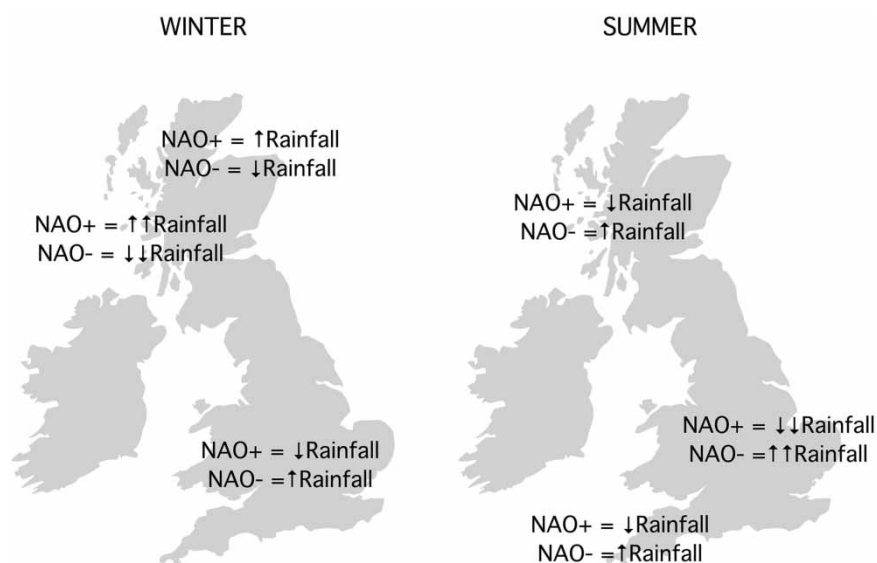 WINTER
NAO+ = ↑Rainfall
NAO- = ↓Rainfall
NAO+ = ↑↑Rainfall
NAO- = ↓↓Rainfall
NAO+ = ↓Rainfall
NAO- =↑Rainfall
SUMMER
NAO+ = ↓Rainfall
NAO- =↑Rainfall
NAO+ = ↓↓Rainfall
NAO- =↑↑Rainfall
NAO+ = ↓Rainfall
NAO- =↑Rainfall